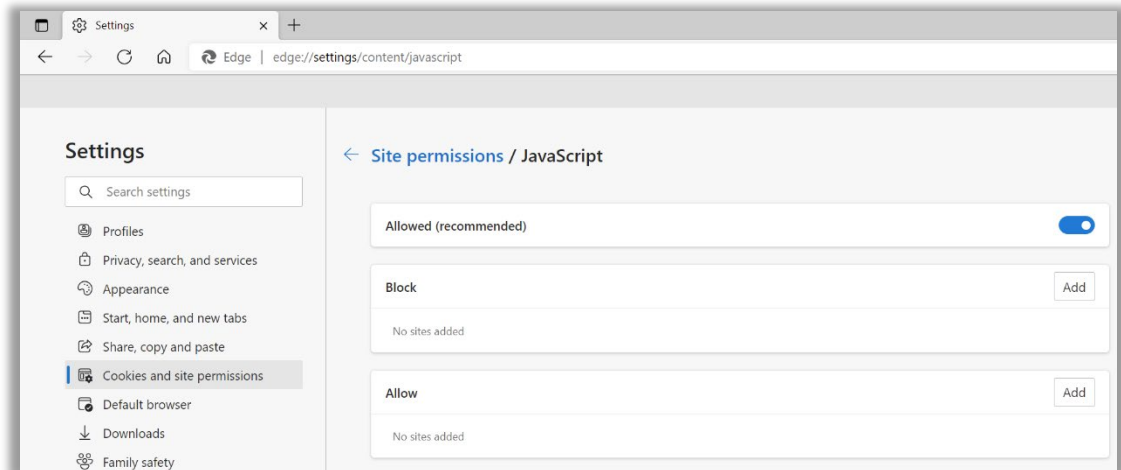 Settings
Edge | edge://settings/content/javascript
Settings
Search settings
Profiles
Privacy, search, and services
Appearance
Start, home, and new tabs
Share, copy and paste
Cookies and site permissions
Default browser
Downloads
Family safety
Site permissions / JavaScript
Allowed (recommended)
Block
Add
No sites added
Allow
Add
No sites added